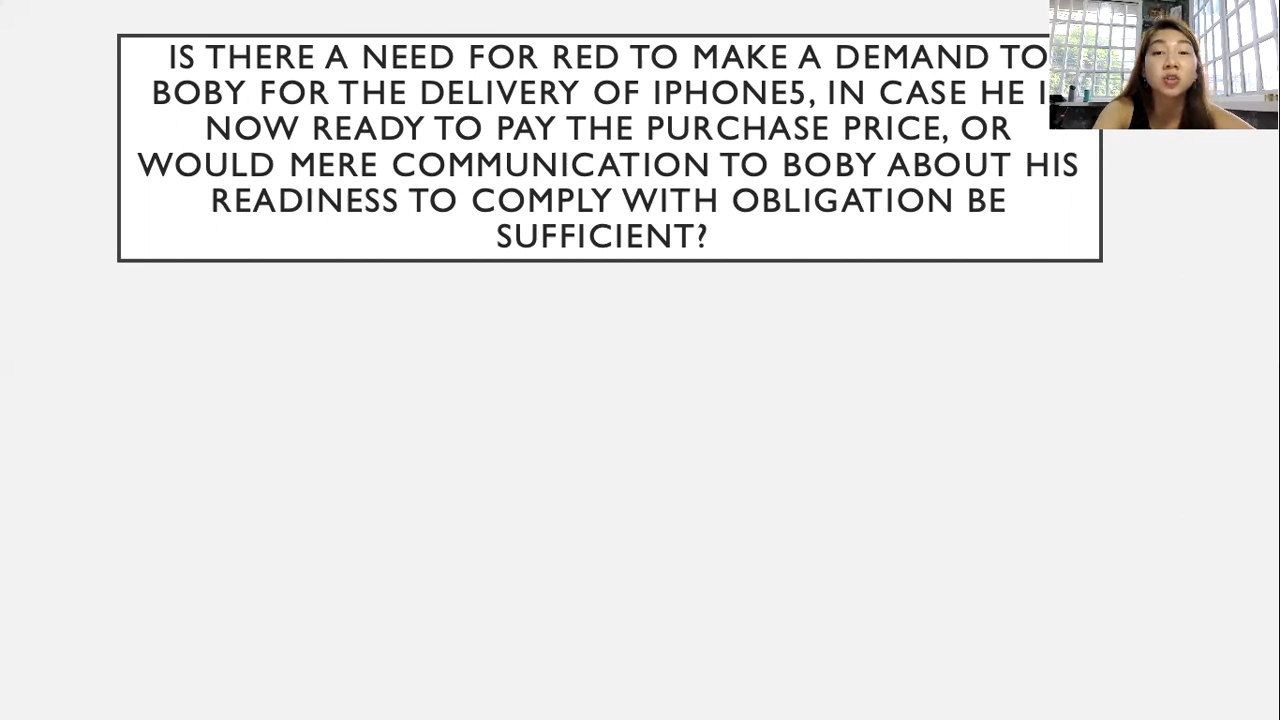 IS THERE A NEED FOR RED TO MAKE A DEMAND TO
BOBY FOR THE DELIVERY OF IPHONE5, IN CASE HE
NOW READY TO PAY THE PURCHASE PRICE, OR
WOULD MERE COMMUNICATION TO BOBY ABOUT HIS
READINESS TO COMPLY WITH OBLIGATION BE
SUFFICIENT?